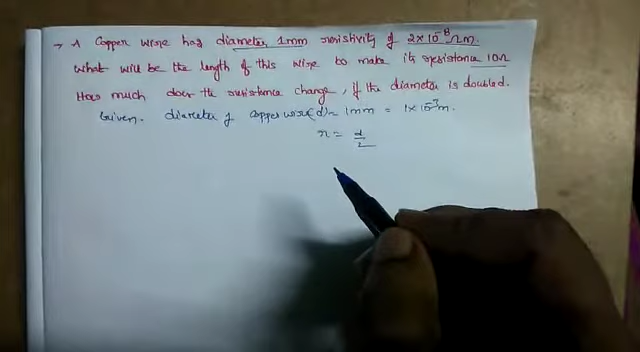 → A Copper wire has diameter 1mm resistivity of 2×10⁻⁸Ωm.
What will be the length of this wire to make its resistance 10Ω
How much does the resistance change, if the diameter is doubled.
Given. diameter of copper wire(d) = 1mm = 1×10⁻³m.
r = d/2